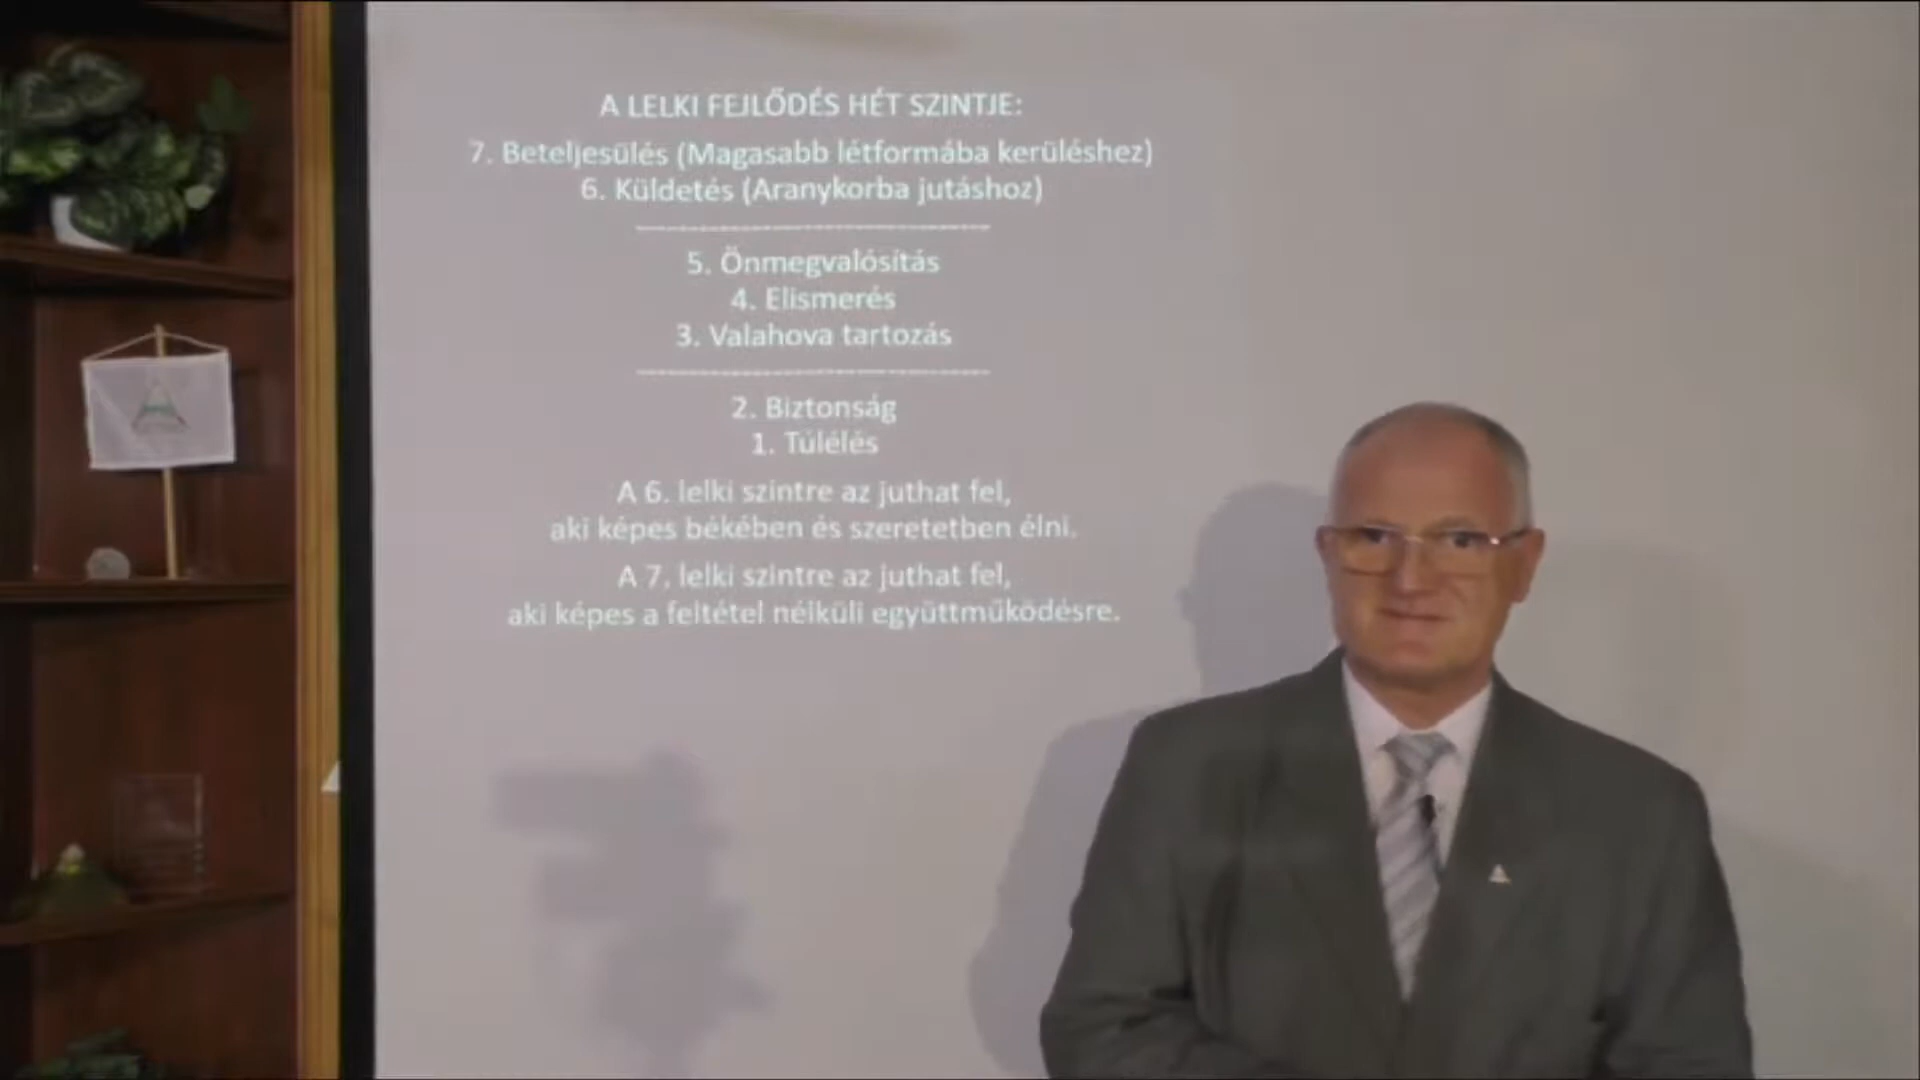 A LELKI FEJLŐDÉS HÉT SZINTJE:
7. Beteljesülés (Magasabb létformába kerüléshez)
6. Küldetés (Aranykorba jutáshoz)
5. Önmegvalósítás
4. Elismerés
3. Valahova tartozás
2. Biztonság
1. Túlélés
A 6. lelki szintre az juthat fel,
aki képes békében és szeretetben élni.
A 7. lelki szintre az juthat fel,
aki képes a feltétel nélküli együttműködésre.